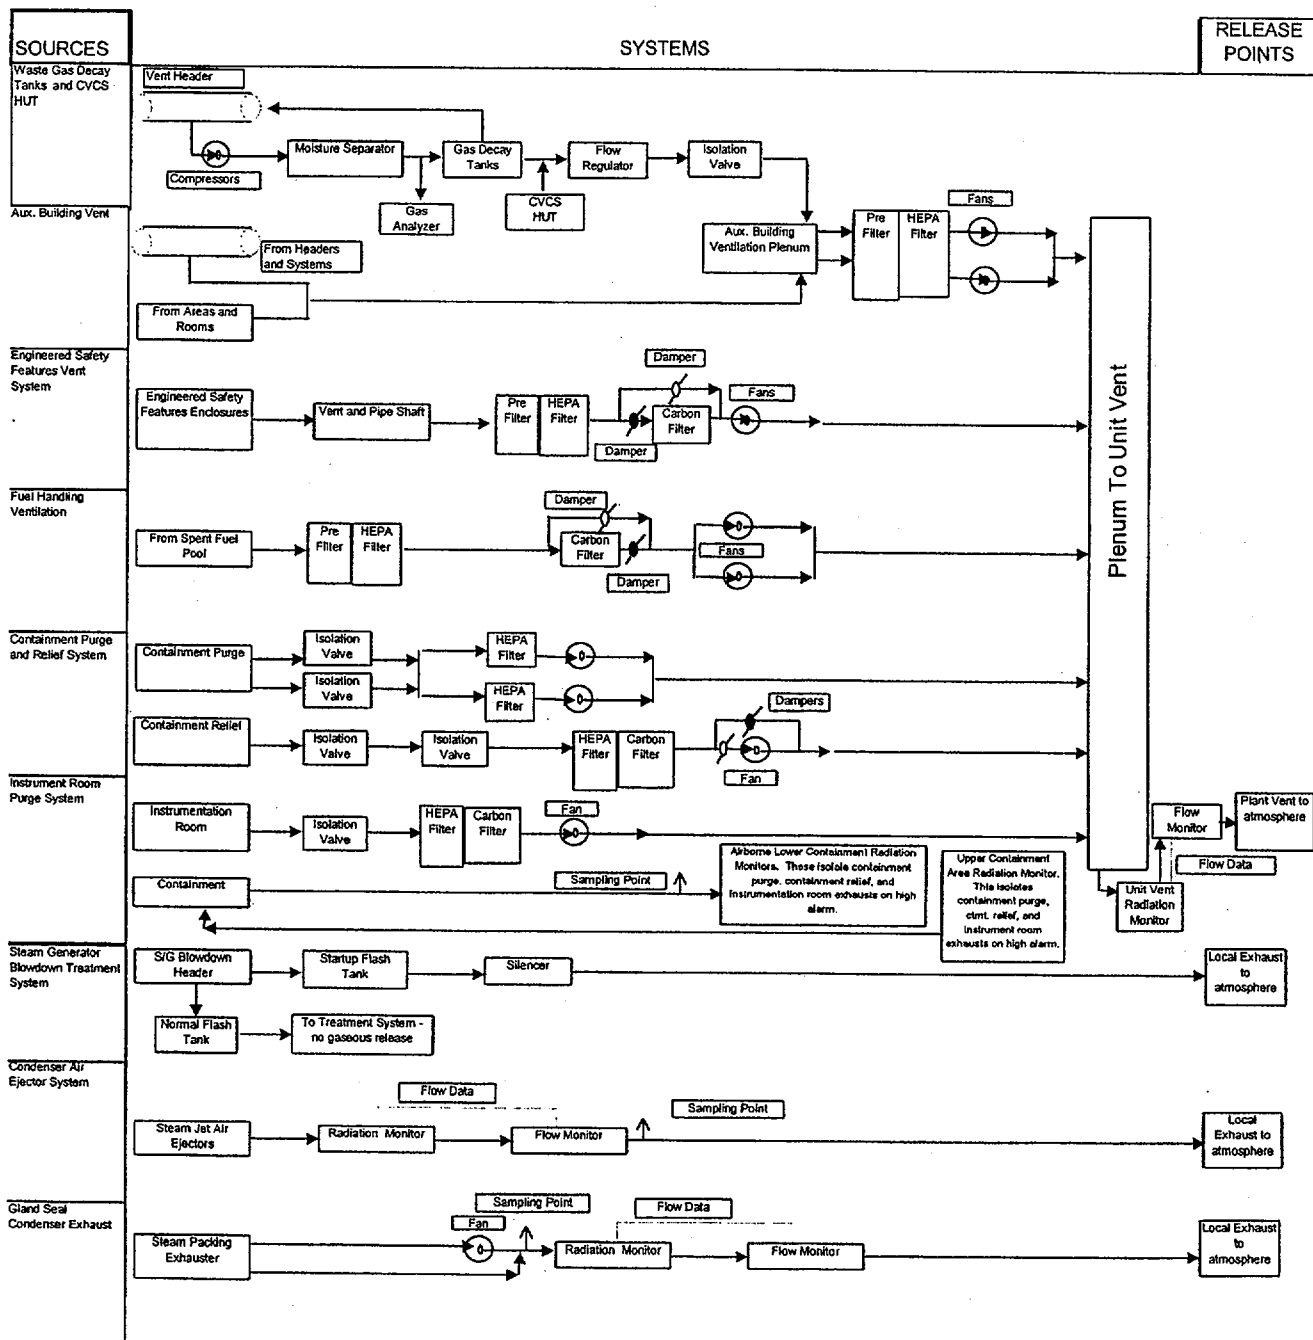 SOURCES
SYSTEMS
RELEASE
POINTS
Waste Gas Decay
Tanks and CVCS
HUT
Vent Header
Compressors
Moisture Separator
Gas
Analyzer
Gas Decay
Tanks
CVCS
HUT
Flow
Regulator
Isolation
Valve
Aux. Building Vent
From Headers
and Systems
From Areas and
Rooms
Aux. Building
Ventilation Plenum
Pre
Filter
HEPA
Filter
Fans
Plenum To Unit Vent
Engineered Safety
Features Vent
System
Engineered Safety
Features Enclosures
Vent and Pipe Shaft
Pre
Filter
HEPA
Filter
Damper
Damper
Carbon
Filter
Fans
Fuel Handling
Ventilation
From Spent Fuel
Pool
Pre
Filter
HEPA
Filter
Damper
Carbon
Filter
Damper
Fans
Containment Purge
and Relief System
Containment Purge
Isolation
Valve
Isolation
Valve
HEPA
Filter
HEPA
Filter
Containment Relief
Isolation
Valve
Isolation
Valve
HEPA
Filter
Carbon
Filter
Dampers
Fan
Instrument Room
Purge System
Instrumentation
Room
Isolation
Valve
HEPA
Filter
Carbon
Filter
Fan
Containment
Sampling Point
Airborne Lower Containment Radiation
Monitors. These isolate containment
purge, containment relief, and
instrumentation room exhausts on high
alarm.
Upper Containment
Area Radiation Monitor.
This isolates
containment purge,
ctmt. relief, and
instrument room
exhausts on high alarm.
Unit Vent
Radiation
Monitor
Flow
Monitor
Flow Data
Plant Vent to
atmosphere
Steam Generator
Blowdown Treatment
System
S/G Blowdown
Header
Startup Flash
Tank
Silencer
Local Exhaust
to
atmosphere
Normal Flash
Tank
To Treatment System -
no gaseous release
Condenser Air
Ejector System
Flow Data
Steam Jet Air
Ejectors
Radiation Monitor
Flow Monitor
Sampling Point
Local
Exhaust to
atmosphere
Gland Seal
Condenser Exhaust
Steam Packing
Exhauster
Fan
Sampling Point
Flow Data
Radiation Monitor
Flow Monitor
Local Exhaust
to
atmosphere